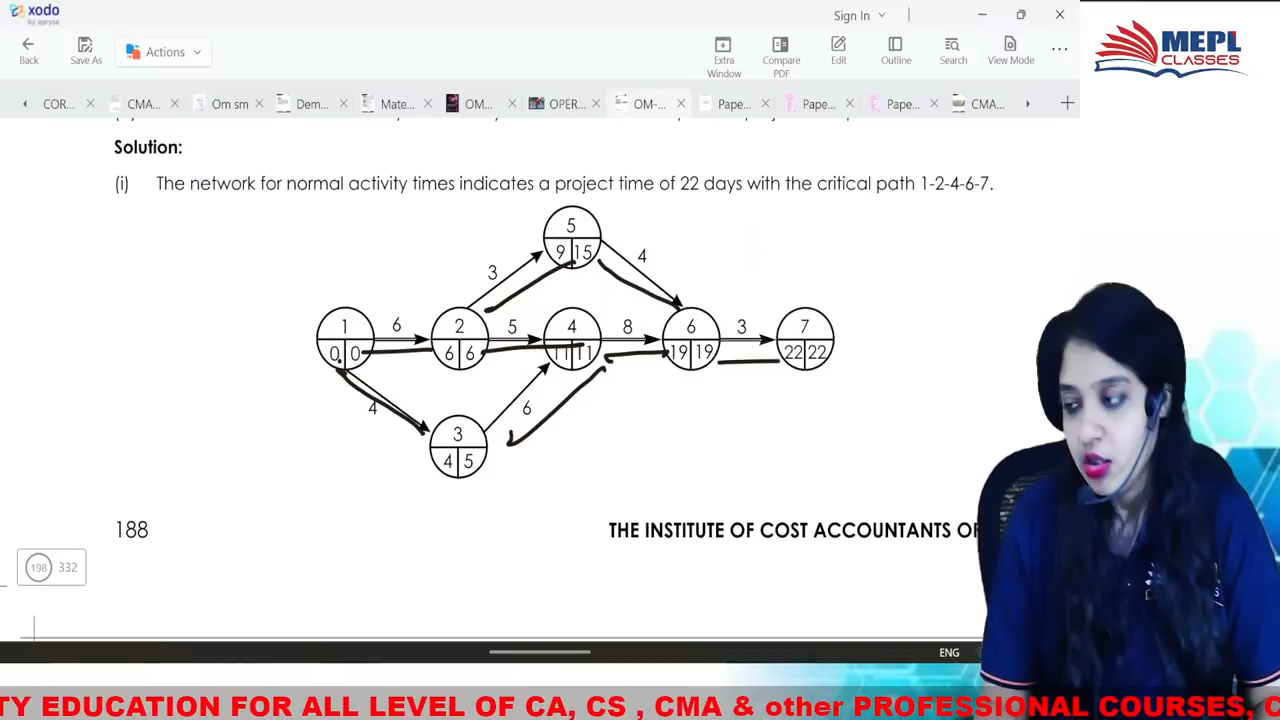 xodo
by apryse
Sign In
Back
Save As
Actions
Extra Window
Compare PDF
Edit
Outline
Search
View Mode
MEPL
CLASSES
COR...
CMA...
Om sm
Dem...
Mate...
OM...
OPER...
OM-...
Pape...
Pape...
Pape...
CMA...
Solution:
(i) The network for normal activity times indicates a project time of 22 days with the critical path 1-2-4-6-7.
5
9 15
3
4
1
0 0
6
2
6 6
5
4
11 11
8
6
19 19
3
7
22 22
4
6
3
4 5
188
THE INSTITUTE OF COST ACCOUNTANTS OF
198 332
ENG
TY EDUCATION FOR ALL LEVEL OF CA, CS , CMA & other PROFESSIONAL COURSES, C